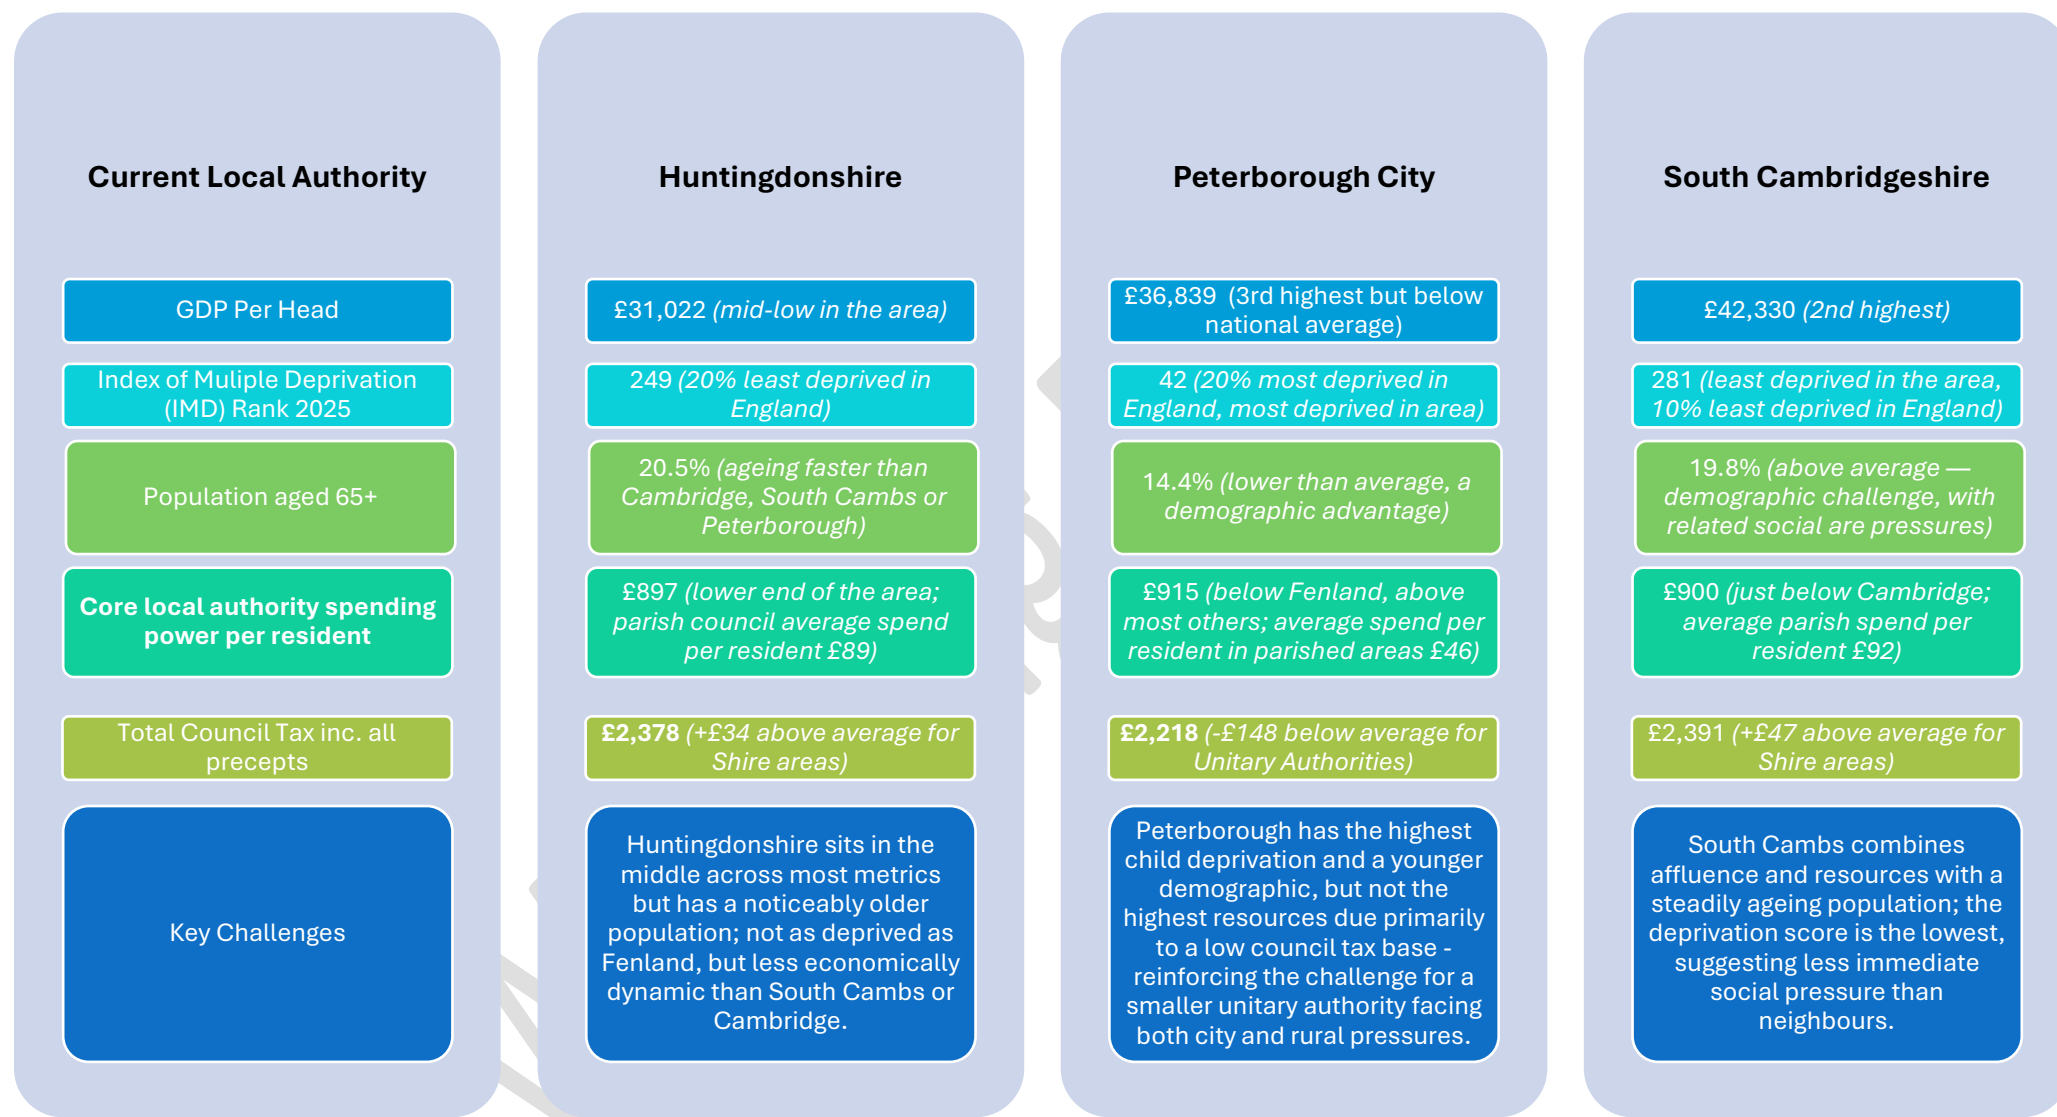 Current Local Authority
GDP Per Head
Index of Muliple Deprivation
(IMD) Rank 2025
Population aged 65+
Core local authority spending
power per resident
Total Council Tax inc. all
precepts
Key Challenges
Huntingdonshire
£31,022 (mid-low in the area)
249 (20% least deprived in
England)
20.5% (ageing faster than
Cambridge, South Cambs or
Peterborough)
£897 (lower end of the area;
parish council average spend
per resident £89)
£2,378 (+£34 above average for
Shire areas)
Huntingdonshire sits in the
middle across most metrics
but has a noticeably older
population; not as deprived as
Fenland, but less economically
dynamic than South Cambs or
Cambridge.
Peterborough City
£36,839 (3rd highest but below
national average)
42 (20% most deprived in
England, most deprived in area)
14.4% (lower than average, a
demographic advantage)
£915 (below Fenland, above
most others; average spend per
resident in parished areas £46)
£2,218 (-£148 below average for
Unitary Authorities)
Peterborough has the highest
child deprivation and a younger
demographic, but not the
highest resources due primarily
to a low council tax base -
reinforcing the challenge for a
smaller unitary authority facing
both city and rural pressures.
South Cambridgeshire
£42,330 (2nd highest)
281 (least deprived in the area,
10% least deprived in England)
19.8% (above average —
demographic challenge, with
related social are pressures)
£900 (just below Cambridge;
average parish spend per
resident £92)
£2,391 (+£47 above average for
Shire areas)
South Cambs combines
affluence and resources with a
steadily ageing population; the
deprivation score is the lowest,
suggesting less immediate
social pressure than
neighbours.